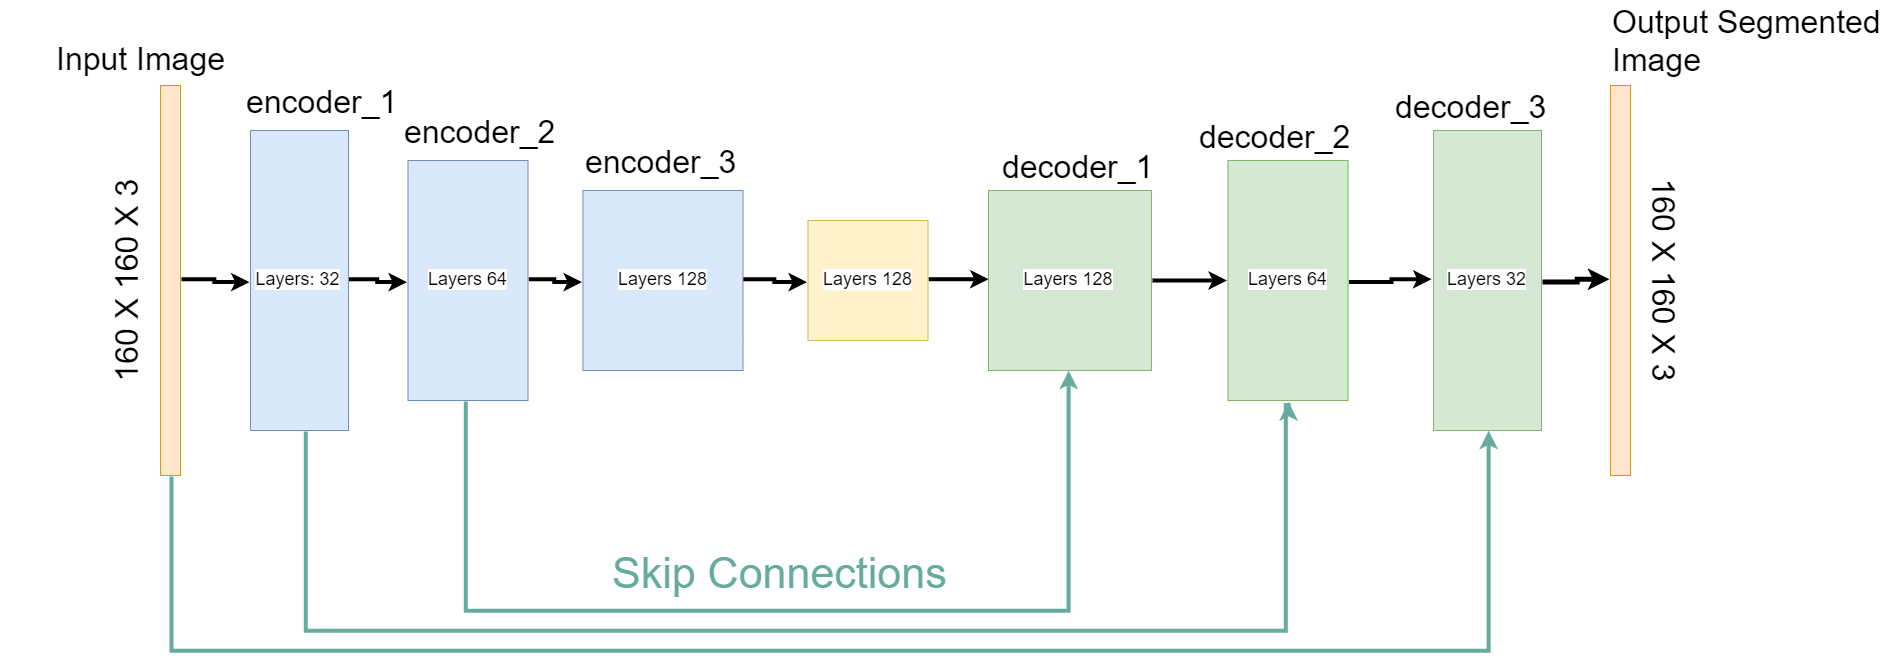 Input Image
160 X 160 X 3
encoder_1
Layers: 32
encoder_2
Layers 64
encoder_3
Layers 128
Layers 128
decoder_1
Layers 128
decoder_2
Layers 64
decoder_3
Layers 32
Output Segmented
Image
160 X 160 X 3
Skip Connections